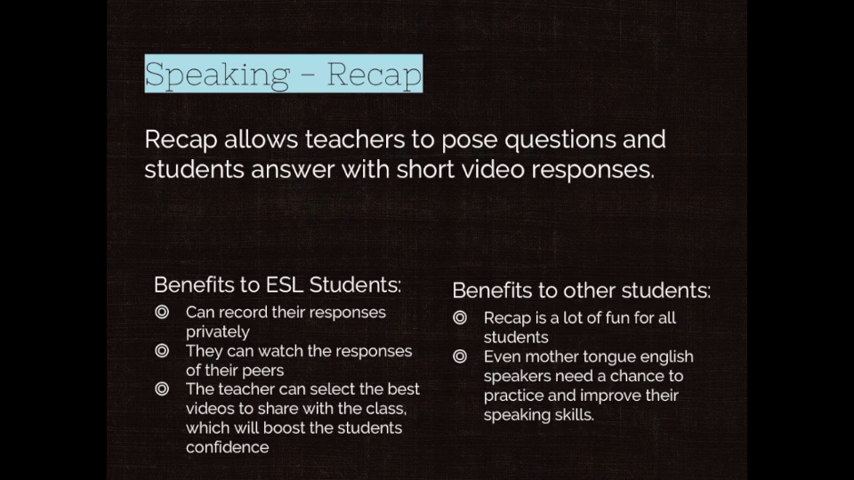 Speaking - Recap
Recap allows teachers to pose questions and
students answer with short video responses.
Benefits to ESL Students:
Can record their responses
privately
They can watch the responses
of their peers
The teacher can select the best
videos to share with the class,
which will boost the students
confidence
Benefits to other students:
Recap is a lot of fun for all
students
Even mother tongue english
speakers need a chance to
practice and improve their
speaking skills.